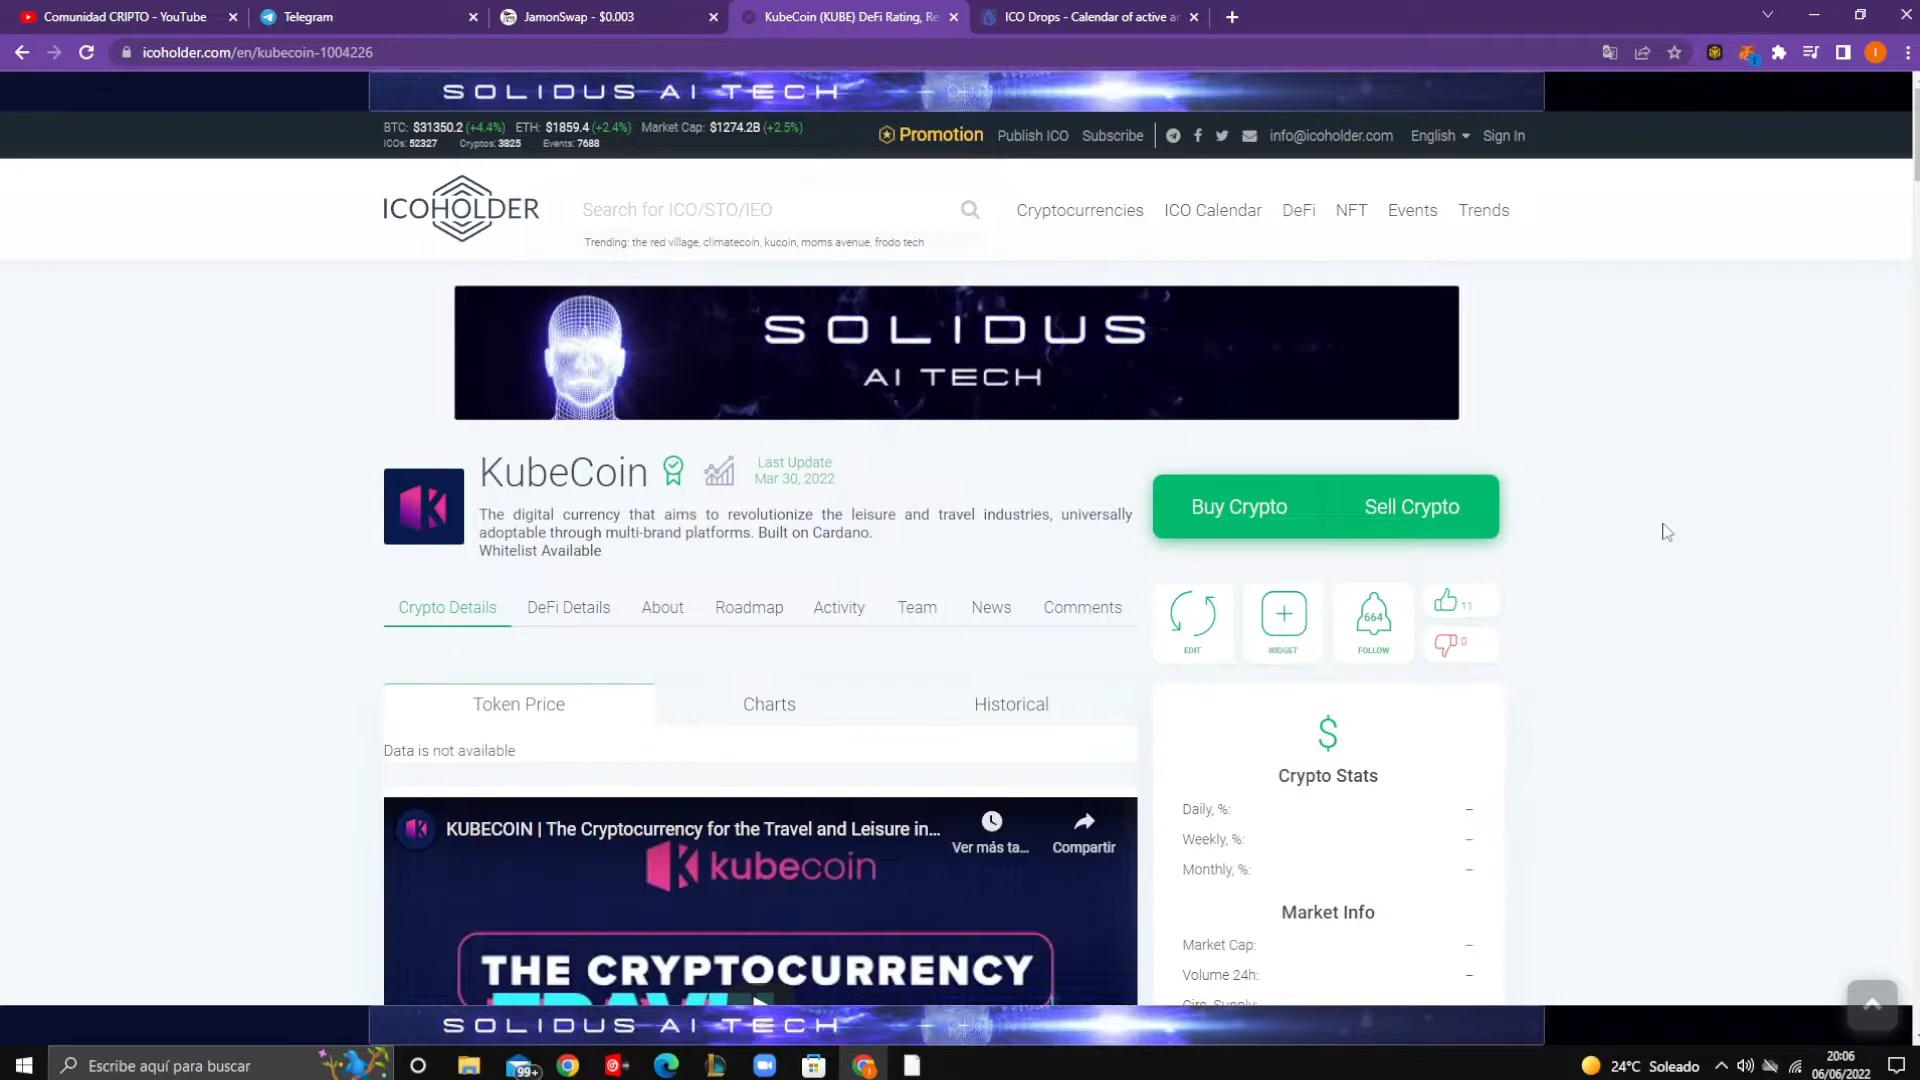 Comunidad CRIPTO - YouTube
Telegram
JamonSwap - $0.003
KubeCoin (KUBE) DeFi Rating, Re
ICO Drops - Calendar of active ar
icoholder.com/en/kubecoin-1004226
SOLIDUS AI TECH
BTC: $31350.2 (+4.4%) ETH: $1859.4 (+2.4%) Market Cap: $1274.2B (+2.5%)
ICOs: 52327 Cryptos: 3825 Events: 7688
Promotion Publish ICO Subscribe info@icoholder.com English Sign In
ICOHOLDER
Search for ICO/STO/IEO
Cryptocurrencies ICO Calendar DeFi NFT Events Trends
Trending: the red village, climatecoin, kucoin, moms avenue, frodo tech
SOLIDUS
AI TECH
KubeCoin
Last Update
Mar 30, 2022
The digital currency that aims to revolutionize the leisure and travel industries, universally
adoptable through multi-brand platforms. Built on Cardano.
Whitelist Available
Buy Crypto Sell Crypto
Crypto Details DeFi Details About Roadmap Activity Team News Comments
EDIT
WIDGET
664
FOLLOW
11
0
Token Price Charts Historical
Data is not available
KUBECOIN | The Cryptocurrency for the Travel and Leisure in...
Ver más ta...
Compartir
kubecoin
THE CRYPTOCURRENCY
$
Crypto Stats
Daily, %: –
Weekly, %: –
Monthly, %: –
Market Info
Market Cap: –
Volume 24h: –
SOLIDUS AI TECH
Escribe aquí para buscar
99+
24°C Soleado
20:06
06/06/2022